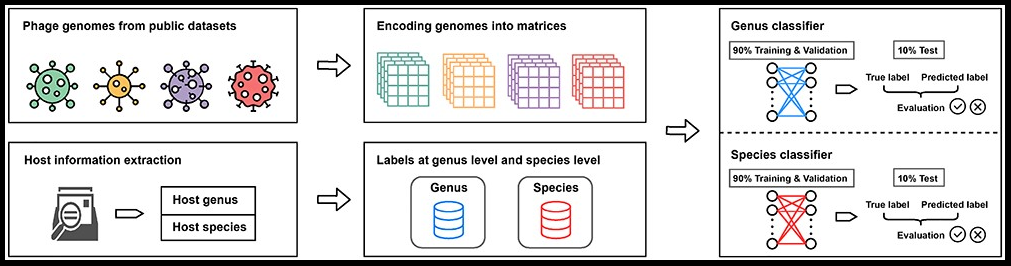 Phage genomes from public datasets
Encoding genomes into matrices
Host information extraction
Host genus
Host species
Labels at genus level and species level
Genus
Species
Genus classifier
90% Training & Validation
10% Test
True label
Predicted label
Evaluation
Species classifier
90% Training & Validation
10% Test
True label
Predicted label
Evaluation